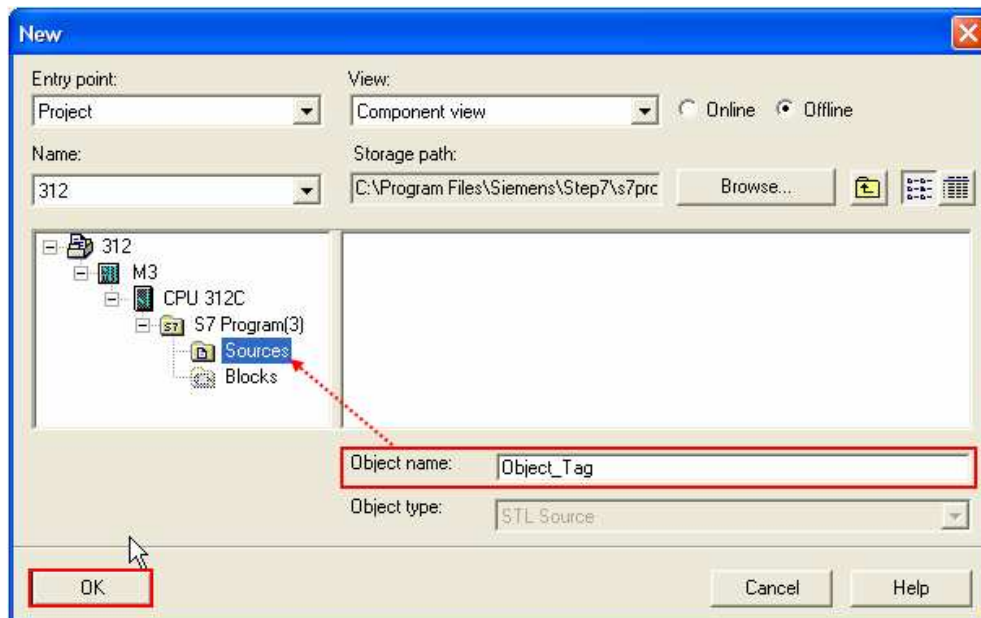 New
Entry point:
View:
Project
Component view
Online
Offline
Name:
Storage path:
312
C:\Program Files\Siemens\Step7\s7prc
Browse...
312
M3
CPU 312C
S7 Program(3)
Sources
Blocks
Object name:
Object_Tag
Object type:
STL Source
OK
Cancel
Help